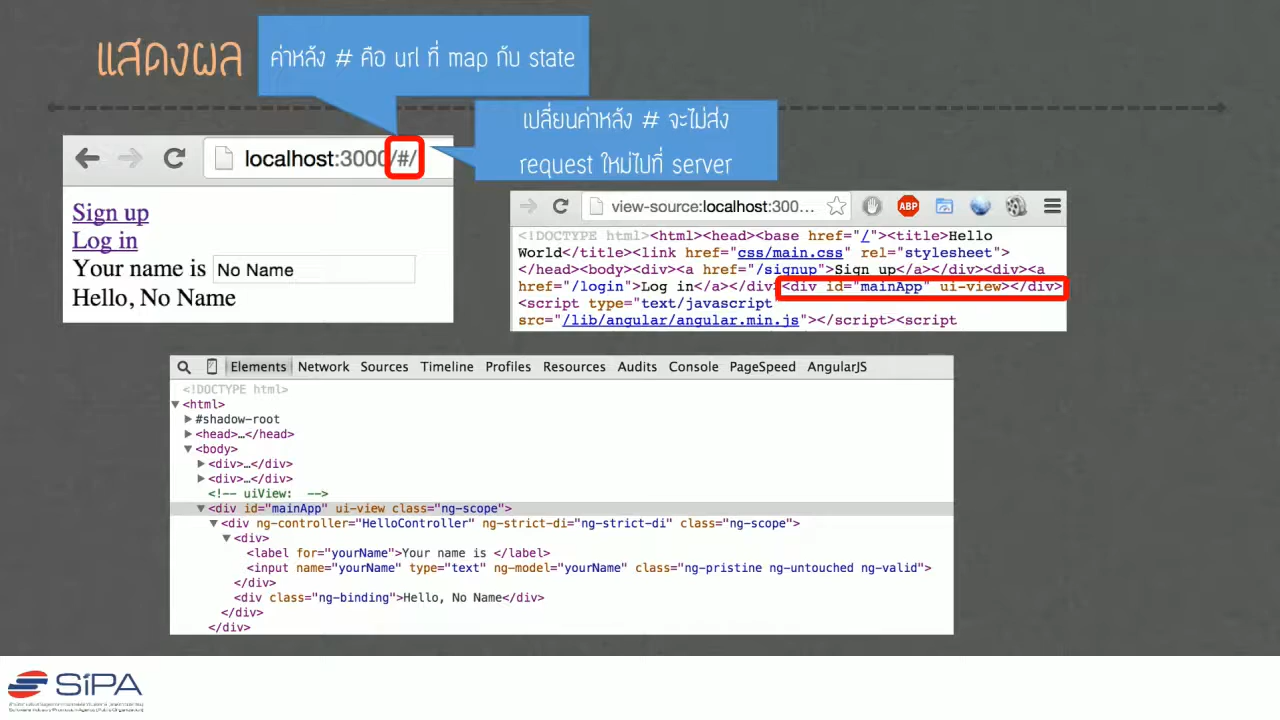 แสดงผล
ค่าหลัง # คือ url ที่ map กับ state
เปลี่ยนค่าหลัง # จะไม่ส่ง
request ใหม่ไปที่ server
localhost:3000/#/
Sign up
Log in
Your name is No Name
Hello, No Name
view-source:localhost:300...
ABP
<!DOCTYPE html><html><head><base href="/"><title>Hello
World</title><link href="css/main.css" rel="stylesheet">
</head><body><div><a href="/signup">Sign up</a></div><div><a
href="/login">Log in</a></div><div id="mainApp" ui-view></div>
<script type="text/javascript"
src="/lib/angular/angular.min.js"></script><script
Elements Network Sources Timeline Profiles Resources Audits Console PageSpeed AngularJS
<!DOCTYPE html>
<html>
#shadow-root
<head>…</head>
<body>
<div>…</div>
<div>…</div>
<!-- uiView: -->
<div id="mainApp" ui-view class="ng-scope">
<div ng-controller="HelloController" ng-strict-di="ng-strict-di" class="ng-scope">
<div>
<label for="yourName">Your name is </label>
<input name="yourName" type="text" ng-model="yourName" class="ng-pristine ng-untouched ng-valid">
</div>
<div class="ng-binding">Hello, No Name</div>
</div>
</div>
SiPA